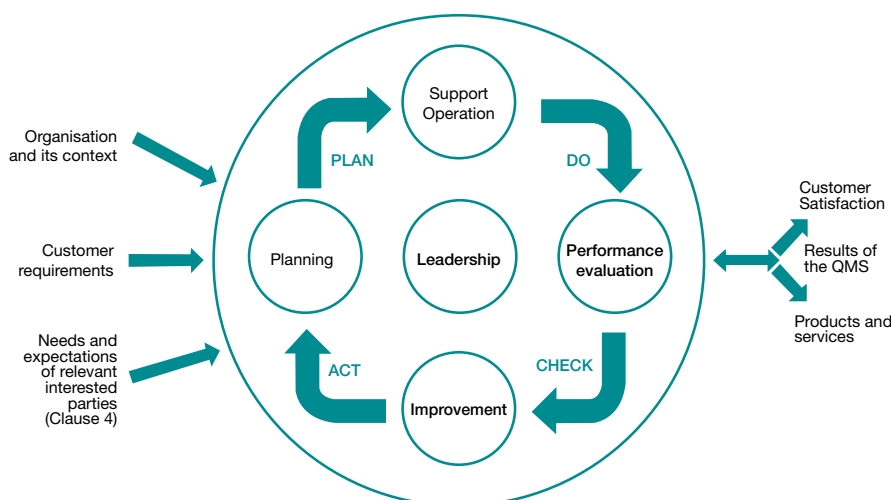 Support
Operation
PLAN
DO
Organisation
and its context
Customer
requirements
Needs and
expectations
of relevant
interested
parties
(Clause 4)
Planning
Leadership
Performance
evaluation
Customer
Satisfaction
Results of
the QMS
Products and
services
ACT
CHECK
Improvement